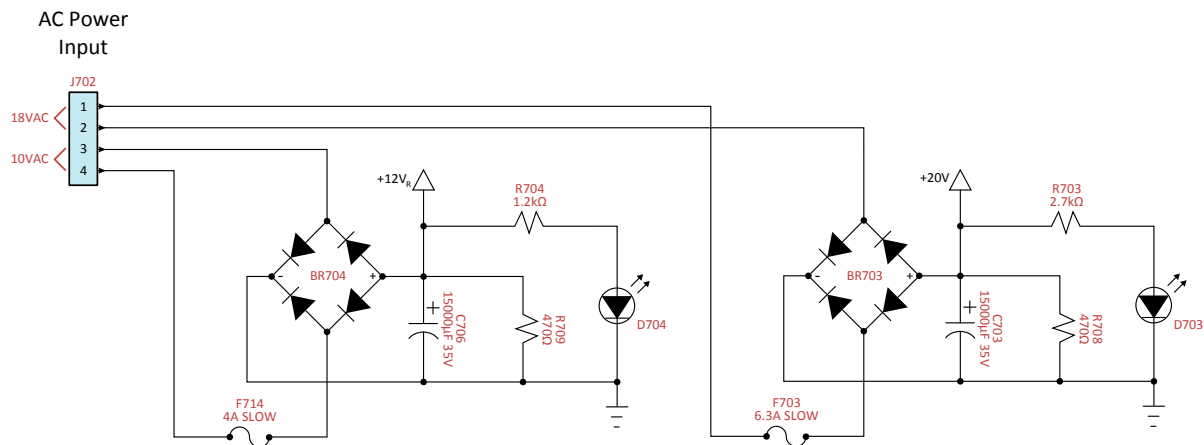 AC Power
Input
J702
18VAC
10VAC
1
2
3
4
+12VR
R704
1.2kΩ
BR704
-
+
+
C706
15000µF 35V
R709
470Ω
D704
F714
4A SLOW
+20V
R703
2.7kΩ
BR703
-
+
+
C703
15000µF 35V
R708
470Ω
D703
F703
6.3A SLOW